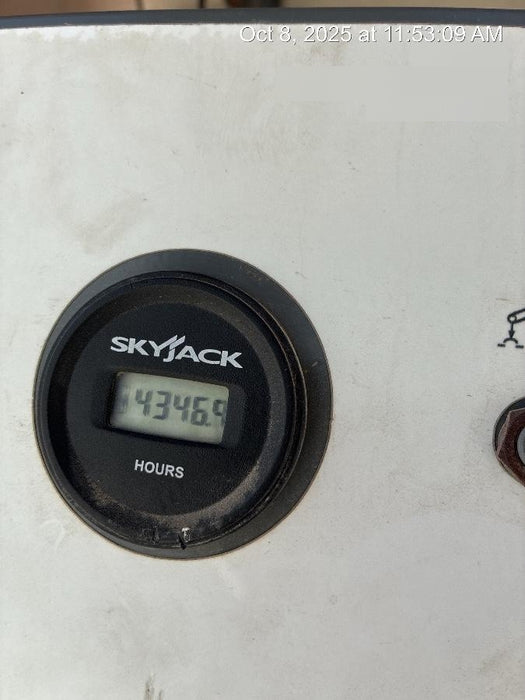 Oct 8, 2025 at 11:53:09 AM
SKYJACK
4346.9
HOURS